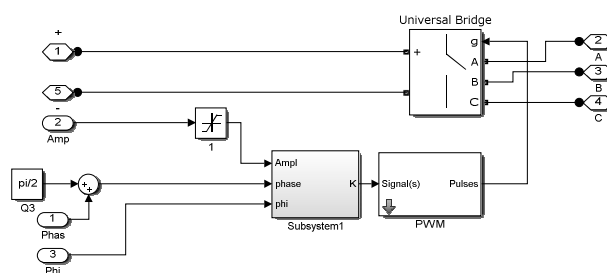 Universal Bridge
+
1
+
g
A
B
C
2
A
3
B
4
C
5
-
2
Amp
1
Ampl
phase
phi
K
Subsystem1
Signal(s)
Pulses
PWM
pi/2
Q3
+
+
1
Phas
3
Phi